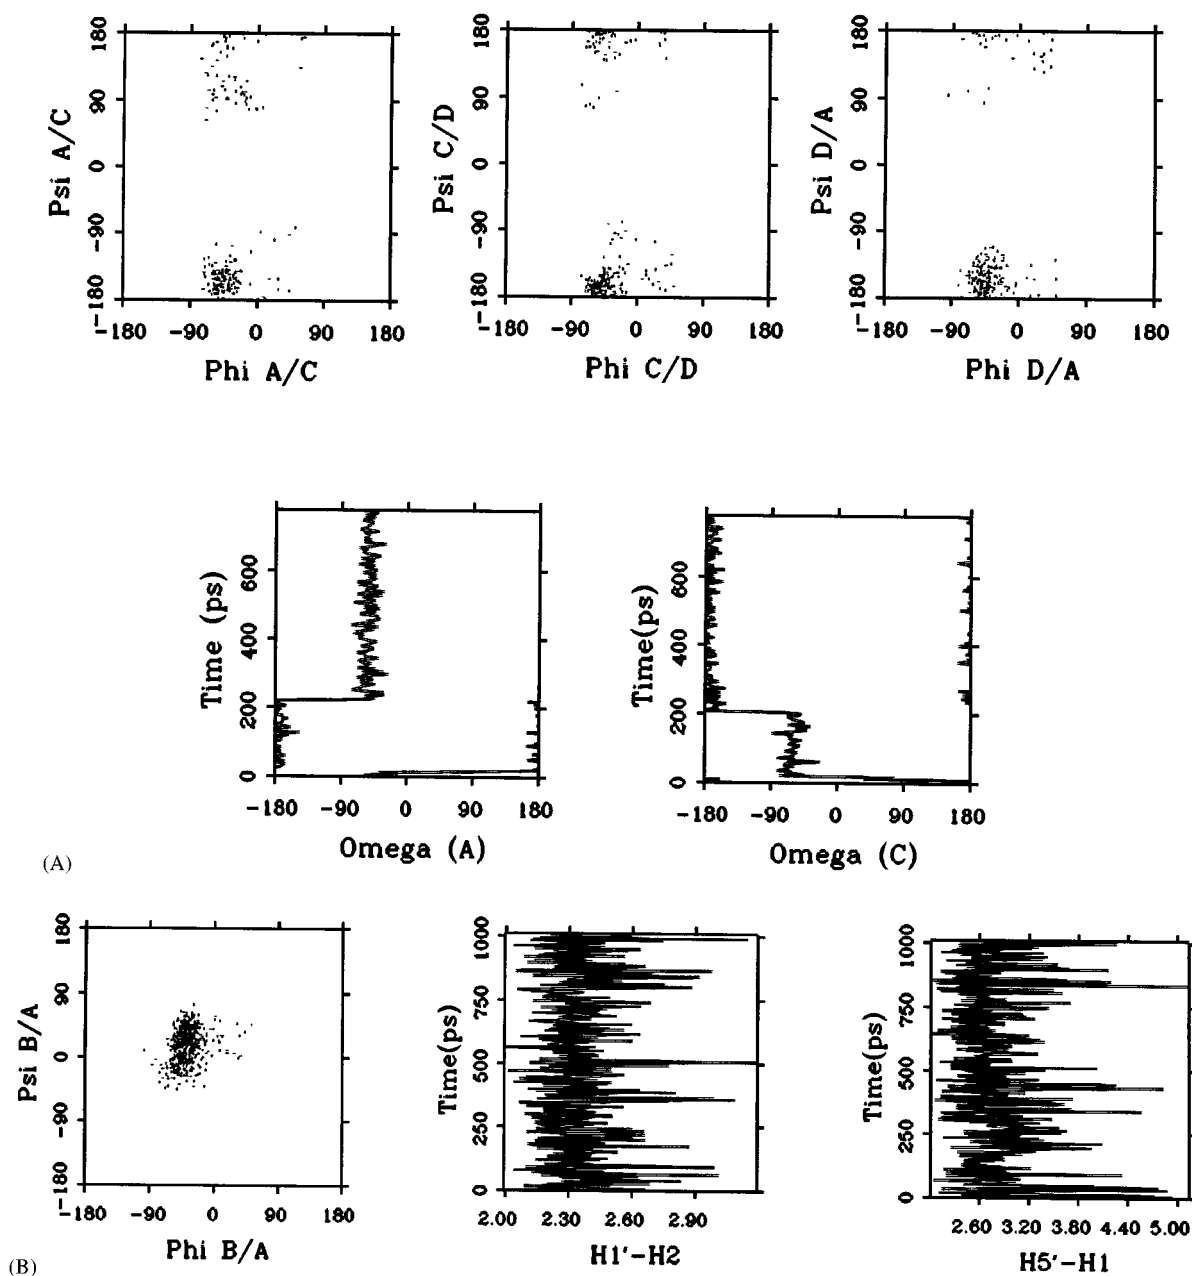 180
90
0
-90
-180
Psi A/C
-180 -90 0 90 180
Phi A/C
180
90
0
-90
-180
Psi C/D
-180 -90 0 90 180
Phi C/D
180
90
0
-90
-180
Psi D/A
-180 -90 0 90 180
Phi D/A
600
400
200
0
Time (ps)
-180 -90 0 90 180
Omega (A)
600
400
200
0
Time(ps)
-180 -90 0 90 180
Omega (C)
(A)
180
90
0
-90
-180
Psi B/A
-180 -90 0 90 180
Phi B/A
1000
750
500
250
0
Time(ps)
2.00 2.30 2.60 2.90
H1'-H2
1000
750
500
250
0
Time(ps)
2.60 3.20 3.80 4.40 5.00
H5'-H1
(B)